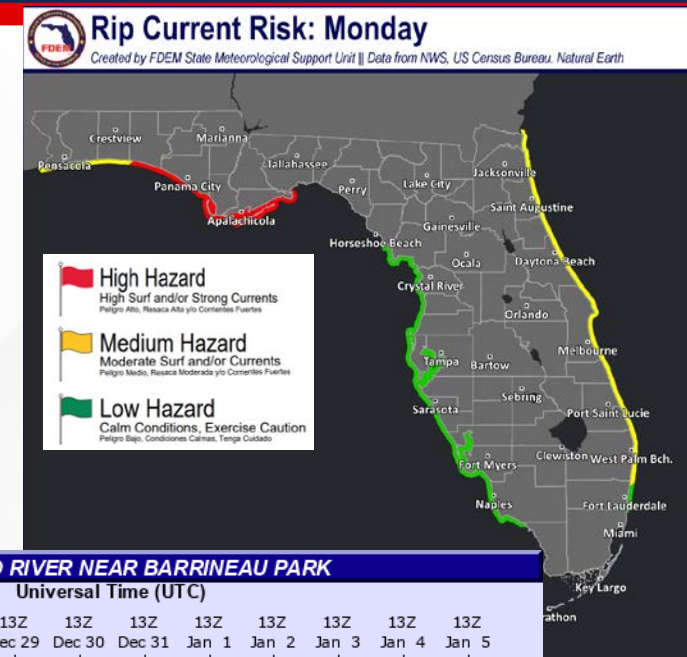 FDEM
Rip Current Risk: Monday
Created by FDEM State Meteorological Support Unit || Data from NWS, US Census Bureau. Natural Earth
Crestview
Marianna
Pensacola
Tallahassee
Jacksonville
Panama City
Perry
Lake City
Apalachicola
Saint Augustine
Gainesville
Horseshoe Beach
Ocala
Daytona Beach
Crystal River
Orlando
Melbourne
Tampa
Bartow
Sebring
Sarasota
Port Saint Lucie
Clewiston
West Palm Bch.
Fort Myers
Naples
Fort Lauderdale
Miami
Key Largo
rathon
High Hazard
High Surf and/or Strong Currents
Peligro Alto, Resaca Alta y/o Corrientes Fuertes
Medium Hazard
Moderate Surf and/or Currents
Peligro Medio, Resaca Moderada y/o Corrientes Fuertes
Low Hazard
Calm Conditions, Exercise Caution
Peligro Bajo, Condiciones Calmas, Tenga Cuidado
RIVER NEAR BARRINEAU PARK
Universal Time (UTC)
13Z 13Z 13Z 13Z 13Z 13Z 13Z 13Z
ec 29 Dec 30 Dec 31 Jan 1 Jan 2 Jan 3 Jan 4 Jan 5